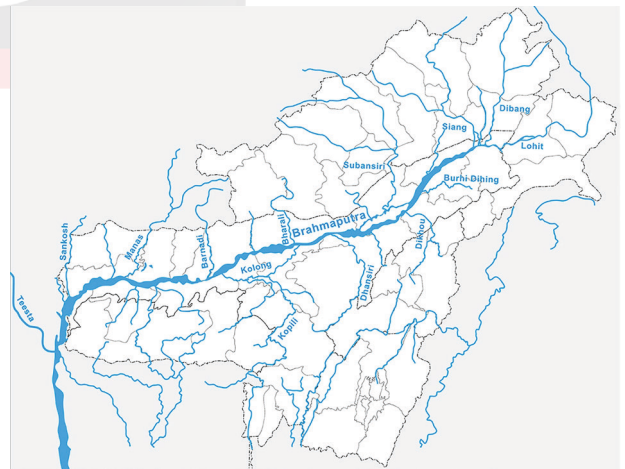 Dibang
Siang
Lohit
Subansiri
Burhi Dihing
Brahmaputra
Bharali
Dikhou
Sankosh
Manas
Barnadi
Kolong
Dhansiri
Teesta
Kopili